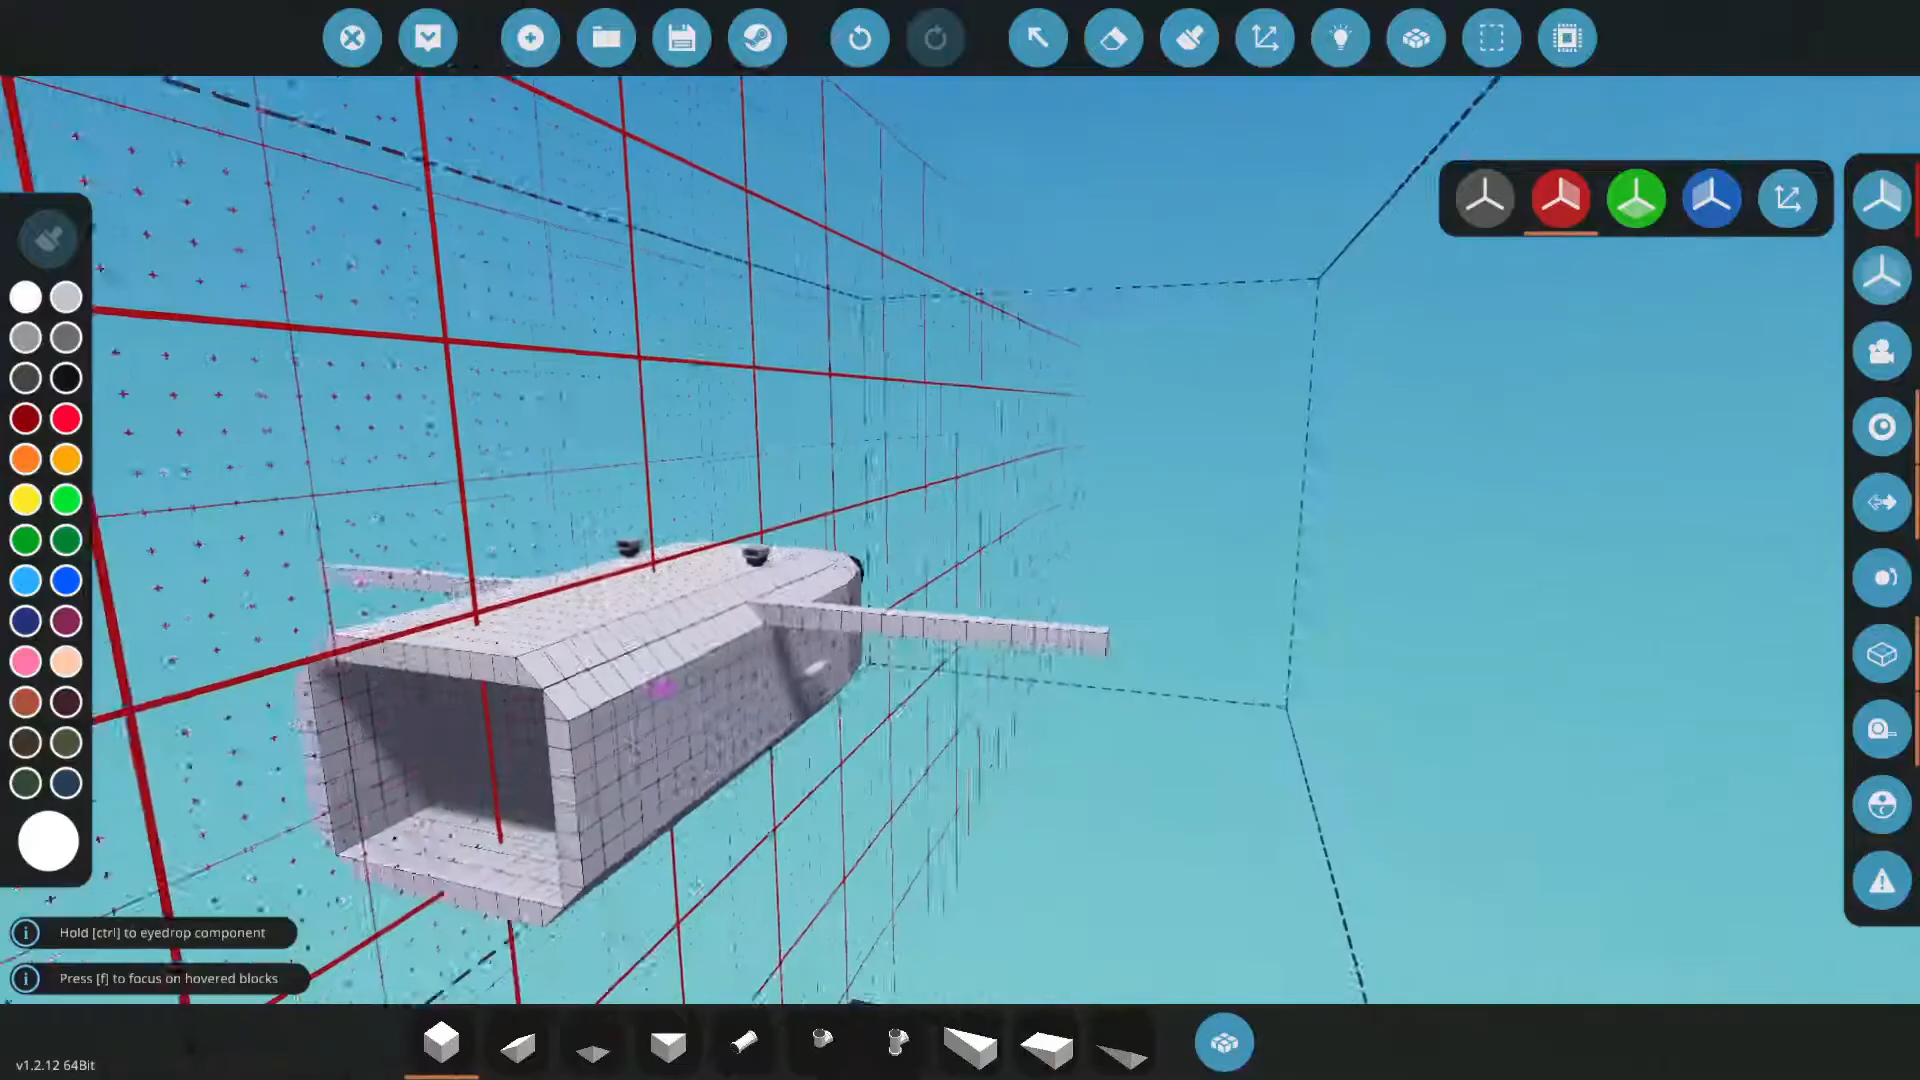 Hold [ctrl] to eyedrop component
Press [f] to focus on hovered blocks
v1.2.12 64Bit